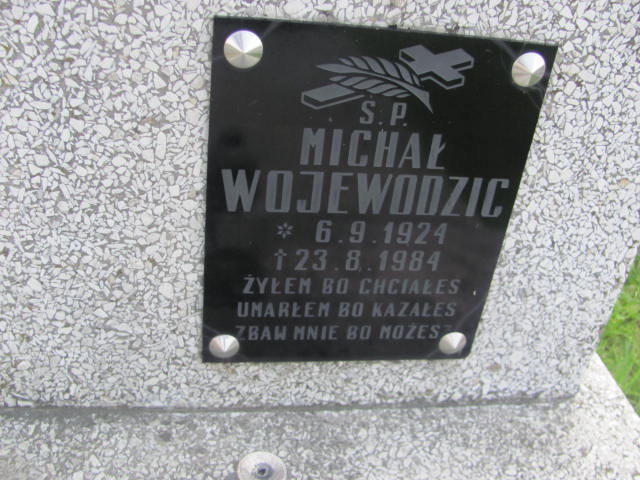 Ś.P.
MICHAŁ
WOJEWODZIC
* 6.9.1924
† 23.8.1984
ŻYŁEM BO CHCIAŁEŚ
UMARŁEM BO KAZAŁEŚ
ZBAW MNIE BO MOŻESZ